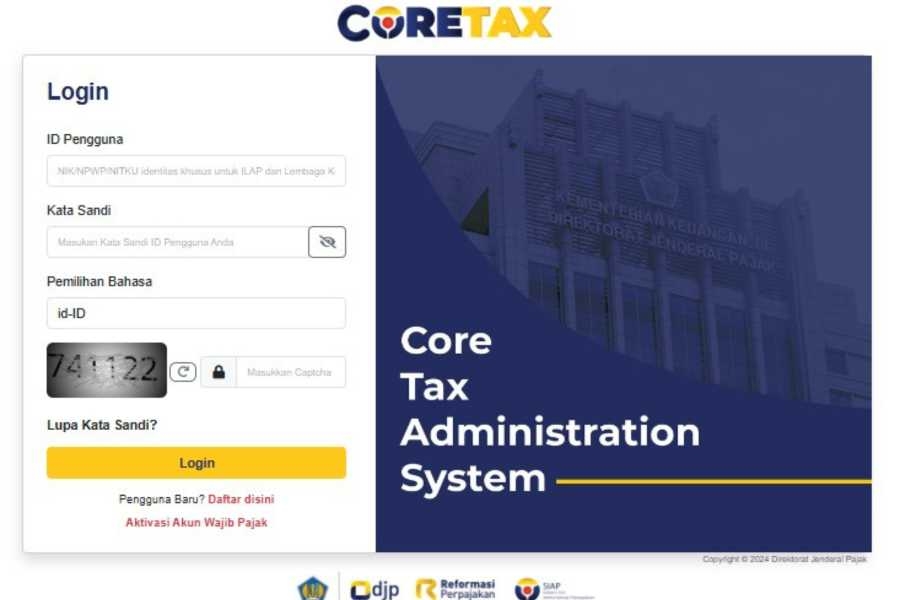 CORETAX
Login
ID Pengguna
NIK/NPWP/NITKU identitas khusus untuk ILAP dan Lembaga K
Kata Sandi
Masukan Kata Sandi ID Pengguna Anda
Pemilihan Bahasa
id-ID
741122
Masukkan Captcha
Lupa Kata Sandi?
Login
Pengguna Baru? Daftar disini
Aktivasi Akun Wajib Pajak
KEMENTERIAN KEUANGAN
DIREKTORAT JENDERAL PAJAK
Core
Tax
Administration
System
Copyright © 2024 Direktorat Jenderal Pajak
djp
Reformasi
Perpajakan
SIAP